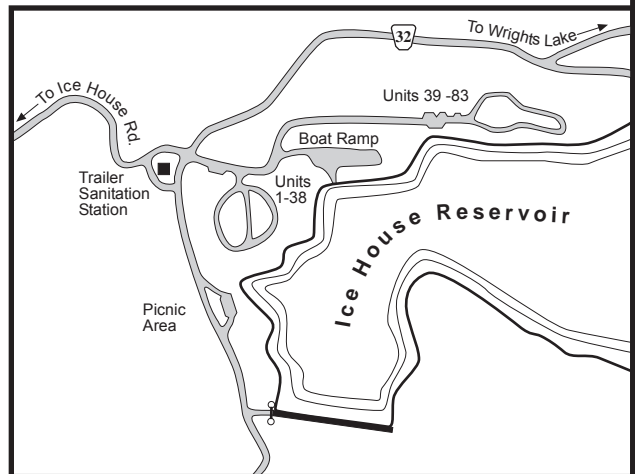 32
To Wrights Lake
To Ice House Rd.
Units 39 -83
Boat Ramp
Trailer
Sanitation
Station
Units
1-38
Ice House Reservoir
Picnic
Area